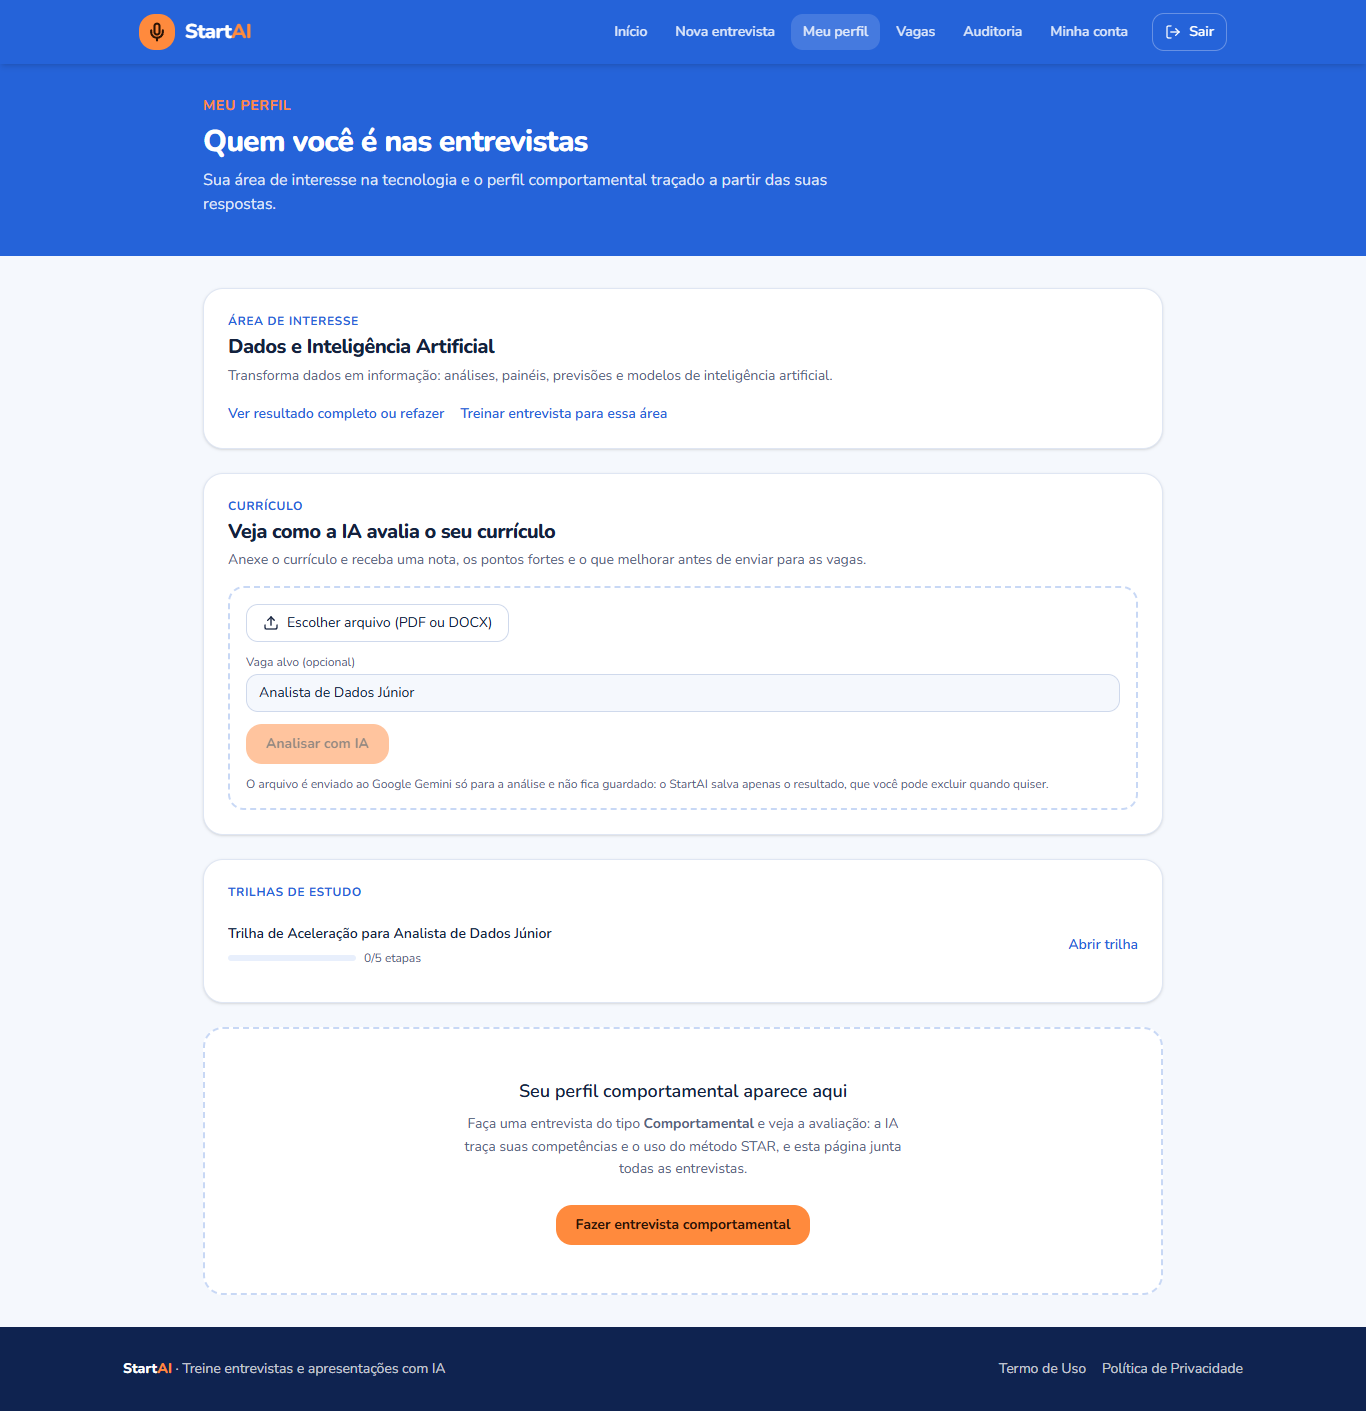 StartAI
Início
Nova entrevista
Meu perfil
Vagas
Auditoria
Minha conta
Sair
MEU PERFIL
Quem você é nas entrevistas
Sua área de interesse na tecnologia e o perfil comportamental traçado a partir das suas
respostas.
ÁREA DE INTERESSE
Dados e Inteligência Artificial
Transforma dados em informação: análises, painéis, previsões e modelos de inteligência artificial.
Ver resultado completo ou refazer
Treinar entrevista para essa área
CURRÍCULO
Veja como a IA avalia o seu currículo
Anexe o currículo e receba uma nota, os pontos fortes e o que melhorar antes de enviar para as vagas.
Escolher arquivo (PDF ou DOCX)
Vaga alvo (opcional)
Analista de Dados Júnior
Analisar com IA
O arquivo é enviado ao Google Gemini só para a análise e não fica guardado: o StartAI salva apenas o resultado, que você pode excluir quando quiser.
TRILHAS DE ESTUDO
Trilha de Aceleração para Analista de Dados Júnior
0/5 etapas
Abrir trilha
Seu perfil comportamental aparece aqui
Faça uma entrevista do tipo Comportamental e veja a avaliação: a IA
traça suas competências e o uso do método STAR, e esta página junta
todas as entrevistas.
Fazer entrevista comportamental
StartAI · Treine entrevistas e apresentações com IA
Termo de Uso
Política de Privacidade